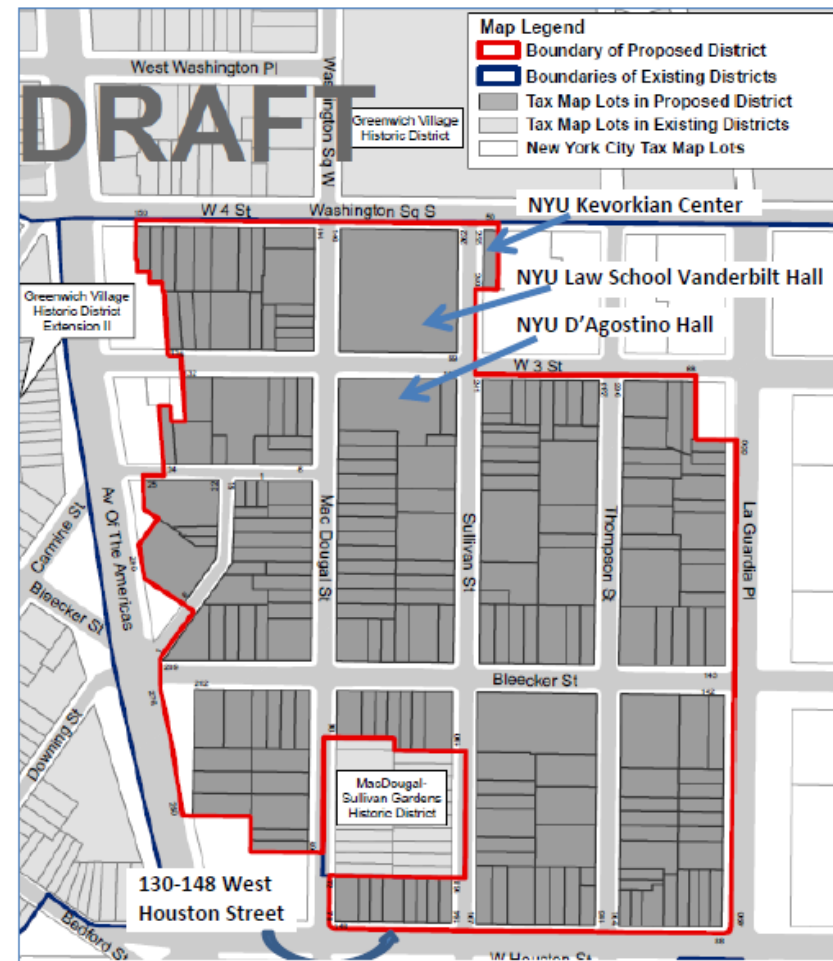 Map Legend
Boundary of Proposed District
Boundaries of Existing Districts
Tax Map Lots in Proposed District
Tax Map Lots in Existing Districts
New York City Tax Map Lots
West Washington Pl
DRAFT
Washington Sq W
Greenwich Village
Historic District
W 4 St
Washington Sq S
NYU Kevorkian Center
NYU Law School Vanderbilt Hall
NYU D'Agostino Hall
Greenwich Village
Historic District
Extension II
W 3 St
Carmine St
Av Of The Americas
Mac Dougal St
Sullivan St
Thompson St
La Guardia Pl
Bleecker St
Bleecker St
140
142
Downing St
MacDougal-
Sullivan Gardens
Historic District
130-148 West
Houston Street
Bedford St
W Houston St